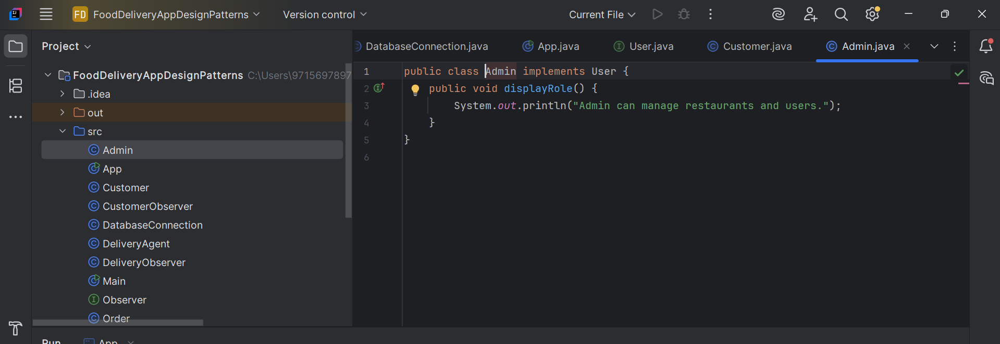 FD FoodDeliveryAppDesignPatterns Version control Current File
Project
DatabaseConnection.java App.java User.java Customer.java Admin.java
FoodDeliveryAppDesignPatterns C:\Users\9715697897
.idea
out
src
Admin
App
Customer
CustomerObserver
DatabaseConnection
DeliveryAgent
DeliveryObserver
Main
Observer
Order
1 public class Admin implements User {
2 public void displayRole() {
3 System.out.println("Admin can manage restaurants and users.");
4 }
5 }
6
Run App